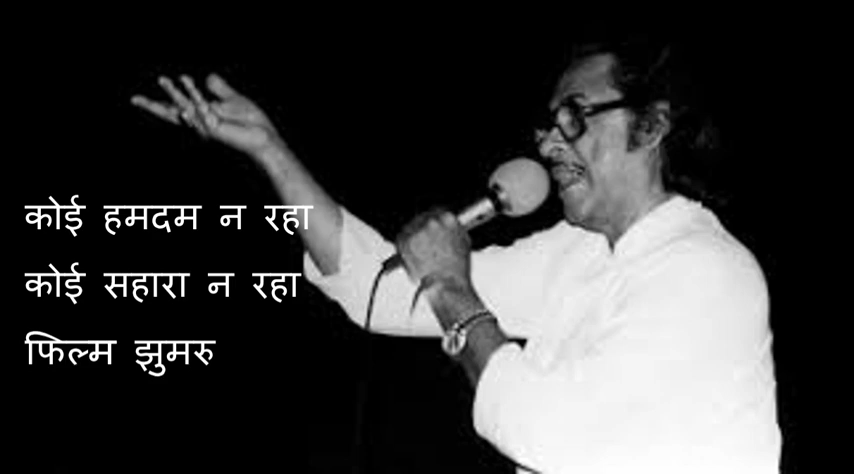 कोई हमदम न रहा
कोई सहारा न रहा
फिल्म झुमरु